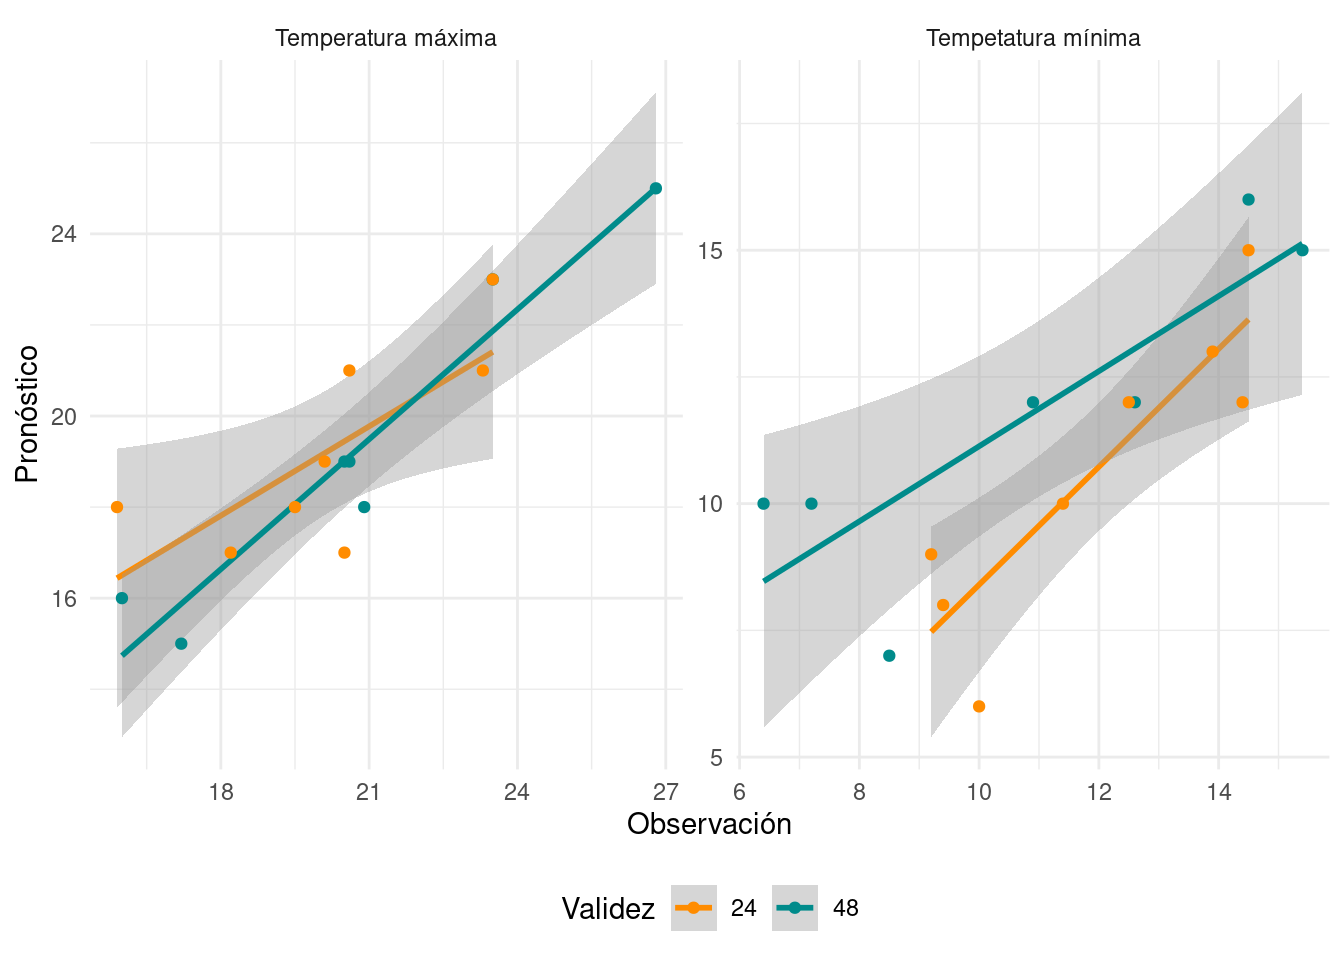 Temperatura máxima
Tempetatura mínima
Pronóstico
24
20
16
15
10
5
18 21 24 27
6 8 10 12 14
Observación
Validez 24 48